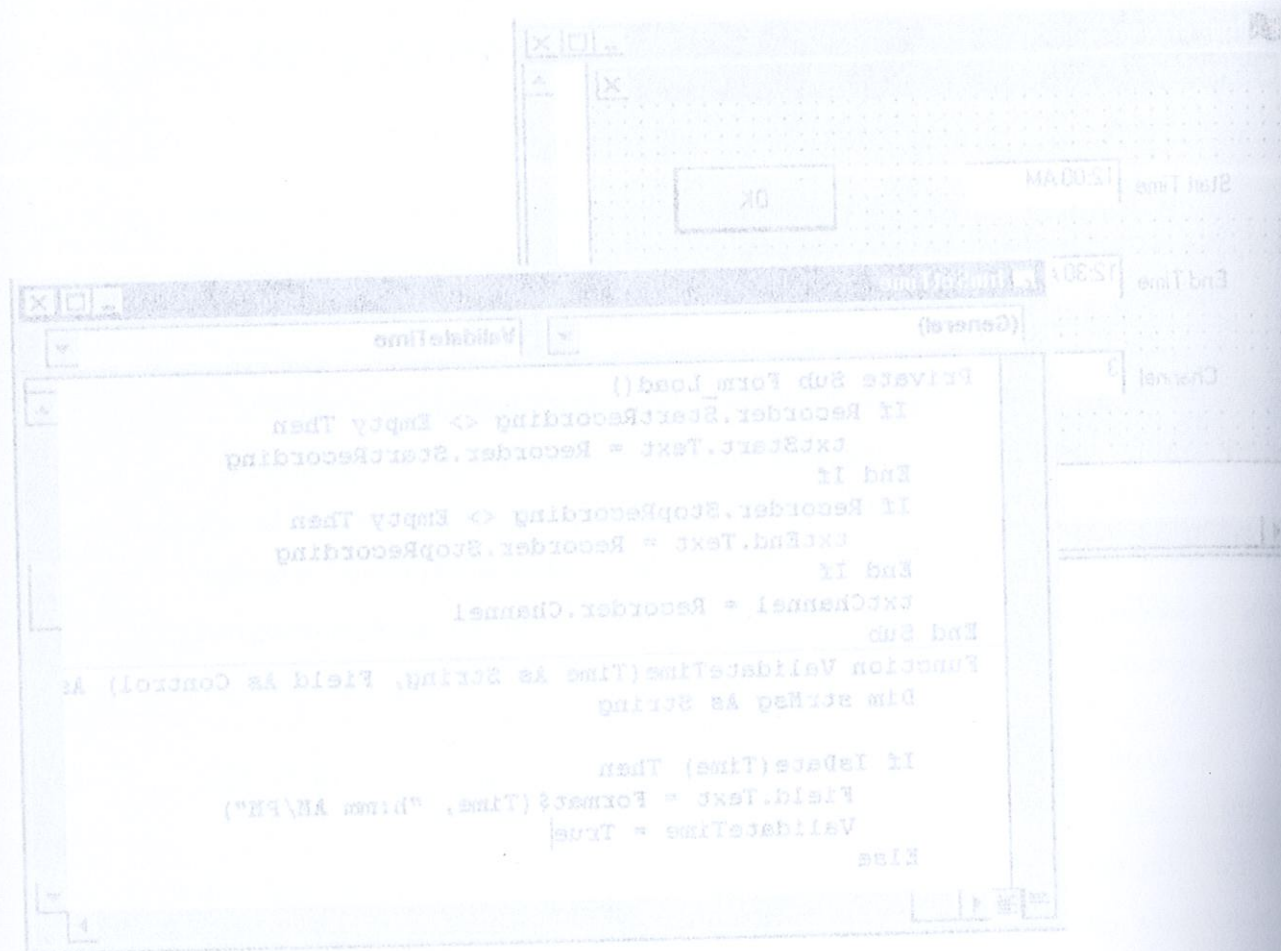 Start Time 12:00 AM
OK
End Time 12:30 A
Channel 3
(General)
ValidateTime
Private Sub Form_Load()
If Recorder.StartRecording <> Empty Then
txtStart.Text = Recorder.StartRecording
End If
If Recorder.StopRecording <> Empty Then
txtEnd.Text = Recorder.StopRecording
End If
txtChannel = Recorder.Channel
End Sub
Function ValidateTime(Time As String, Field As Control) As
Dim strMsg As String
If IsDate(Time) Then
Field.Text = Format$(Time, "h:mm AM/PM")
ValidateTime = True
Else